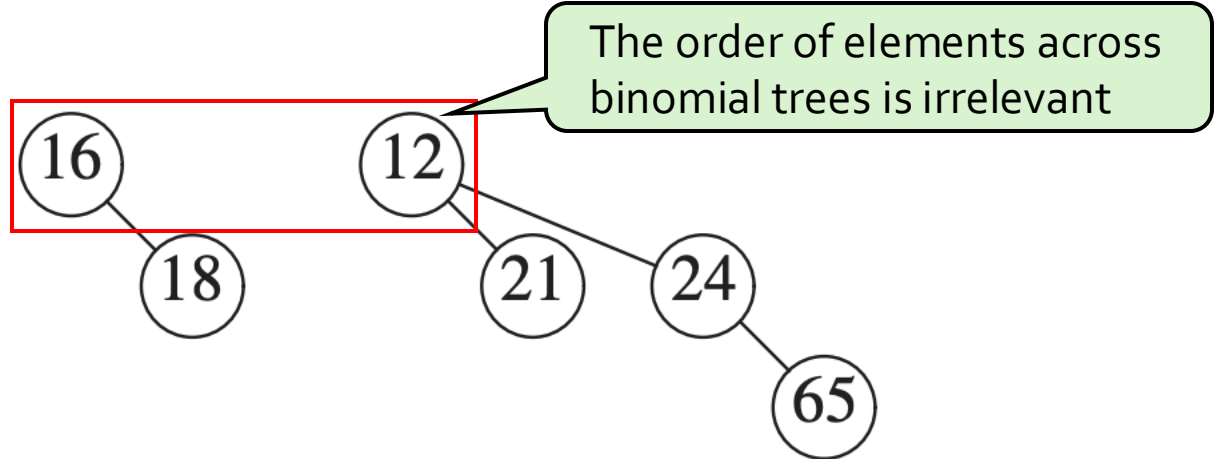 The order of elements across
binomial trees is irrelevant
16 12
18 21 24
65